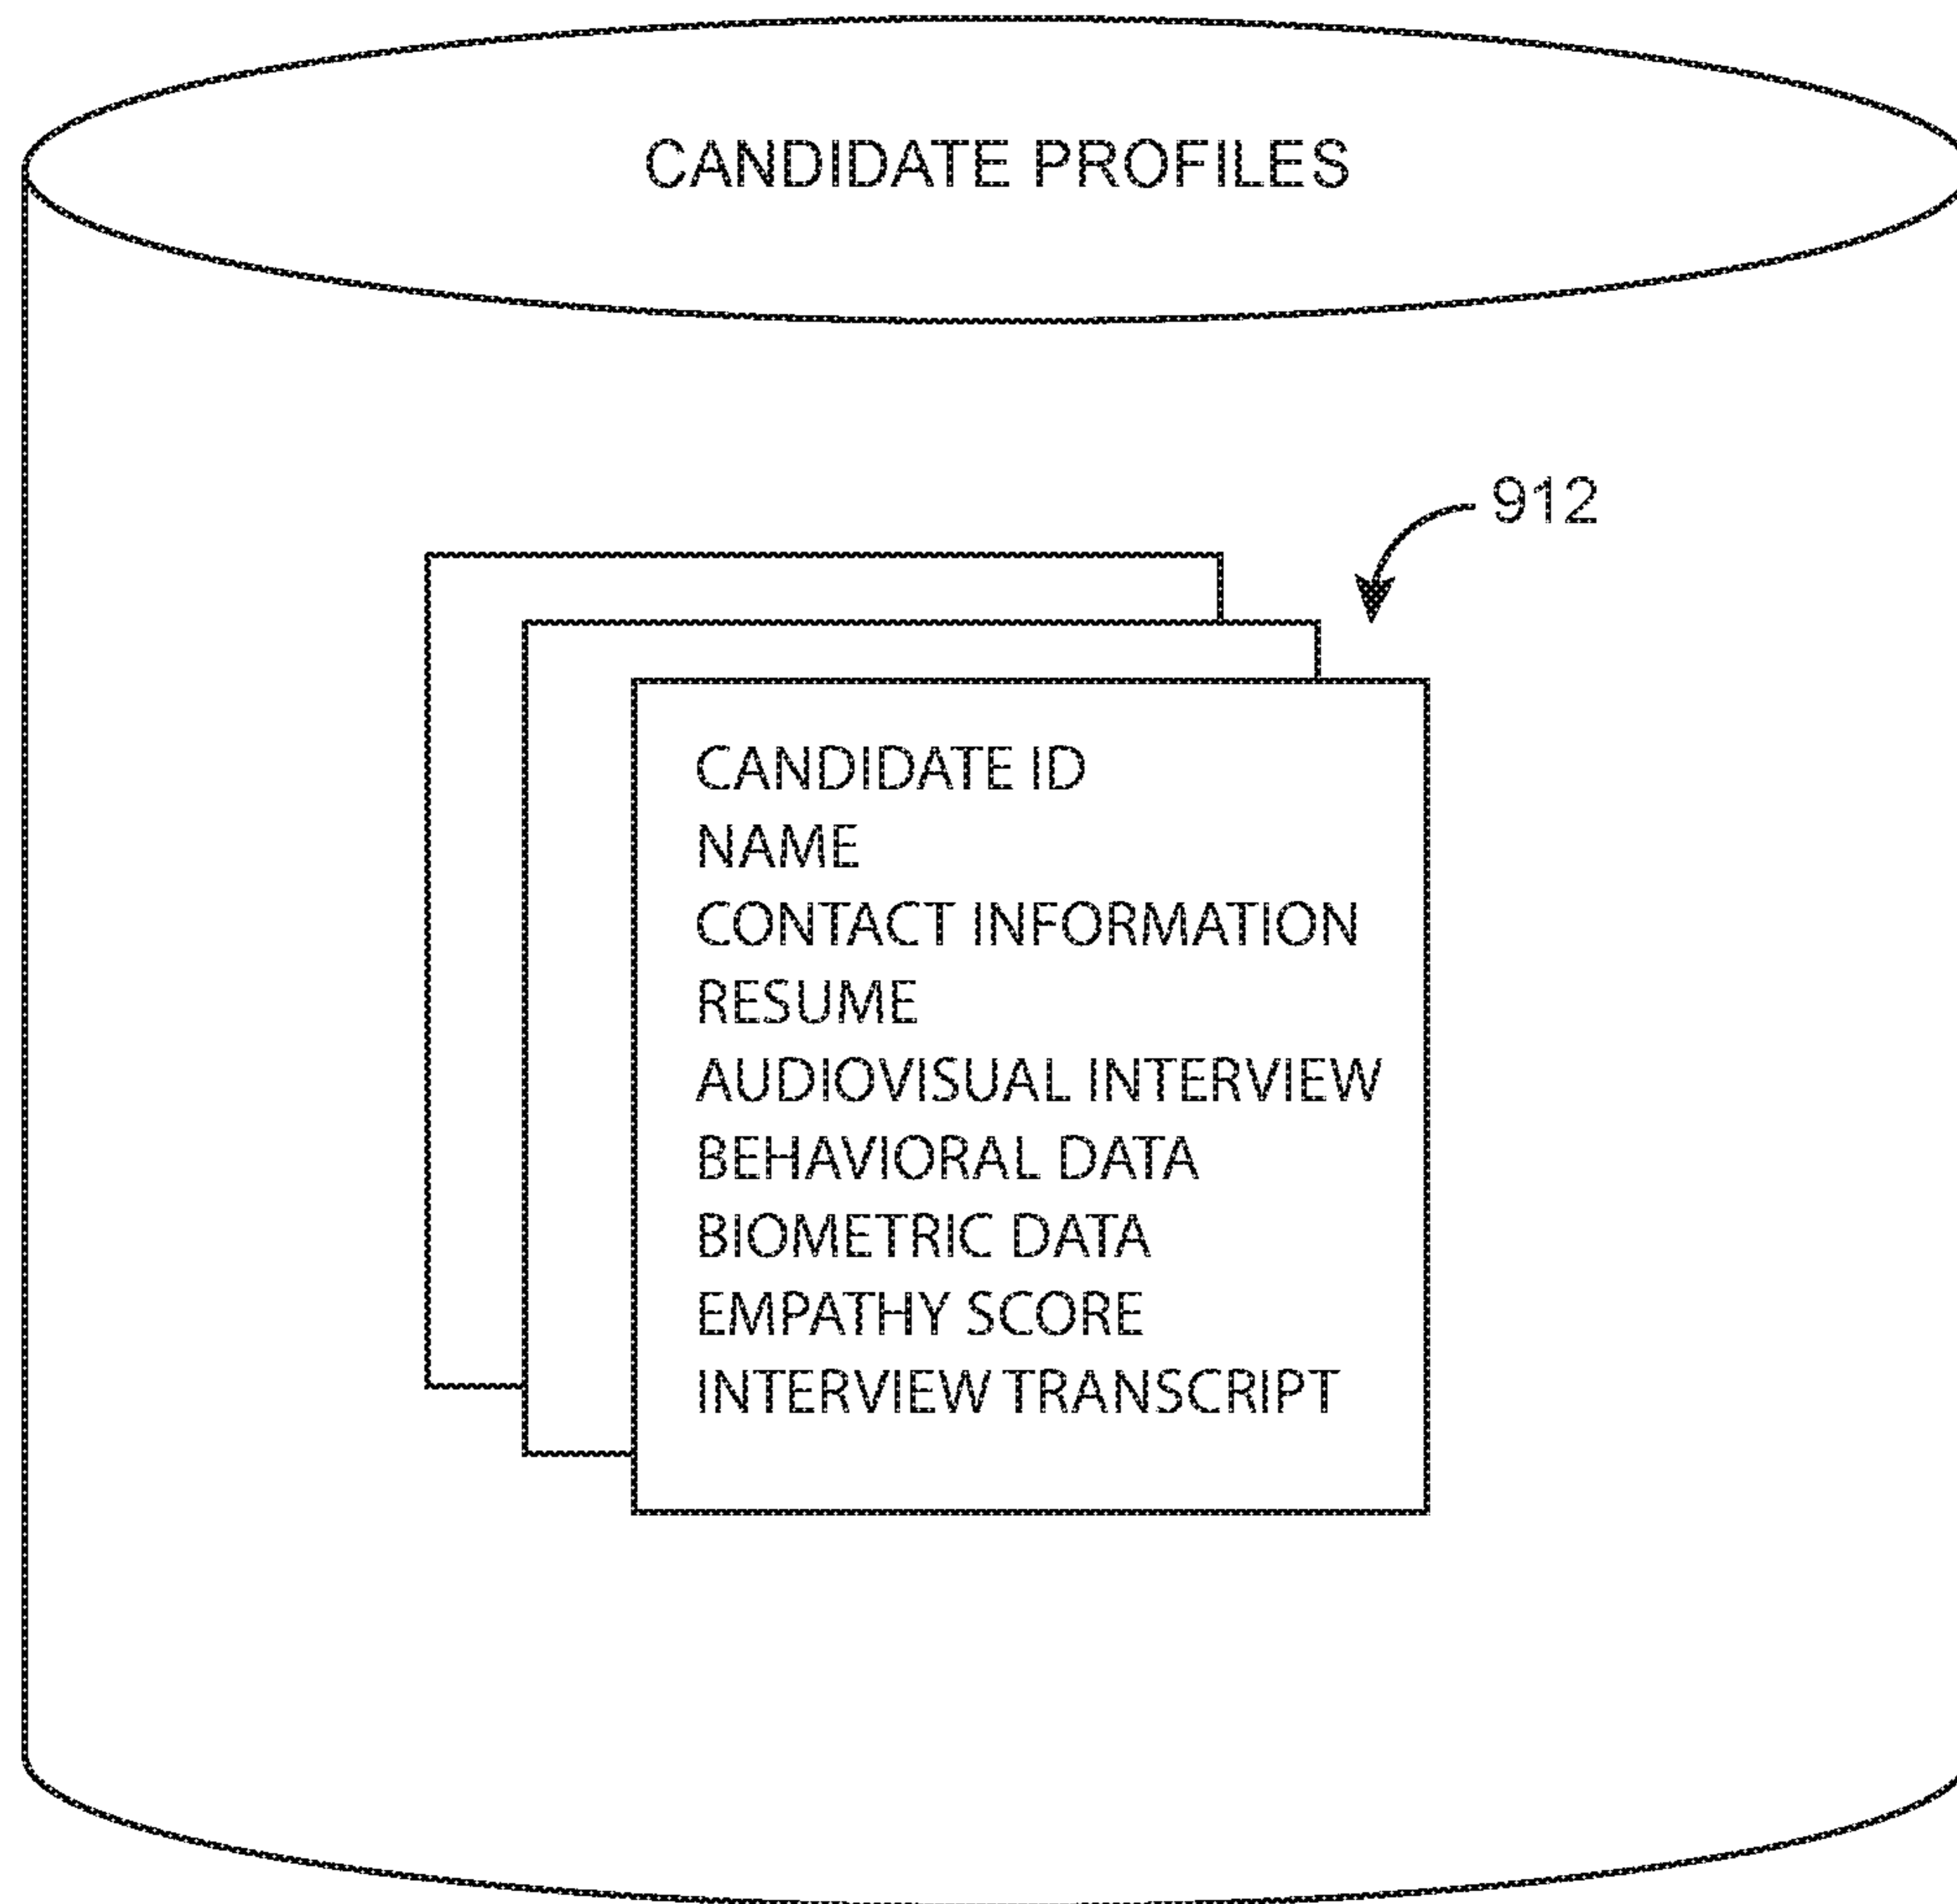 CANDIDATE PROFILES
912
CANDIDATE ID
NAME
CONTACT INFORMATION
RESUME
AUDIOVISUAL INTERVIEW
BEHAVIORAL DATA
BIOMETRIC DATA
EMPATHY SCORE
INTERVIEW TRANSCRIPT